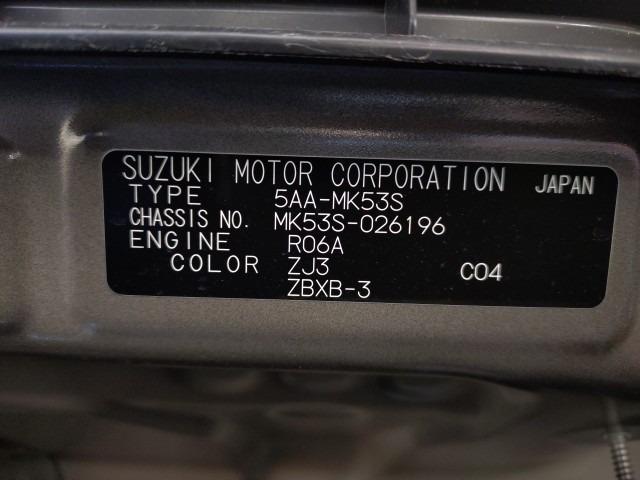 SUZUKI MOTOR CORPORATION JAPAN
TYPE 5AA-MK53S
CHASSIS NO. MK53S-026196
ENGINE R06A
COLOR ZJ3 C04
ZBXB-3